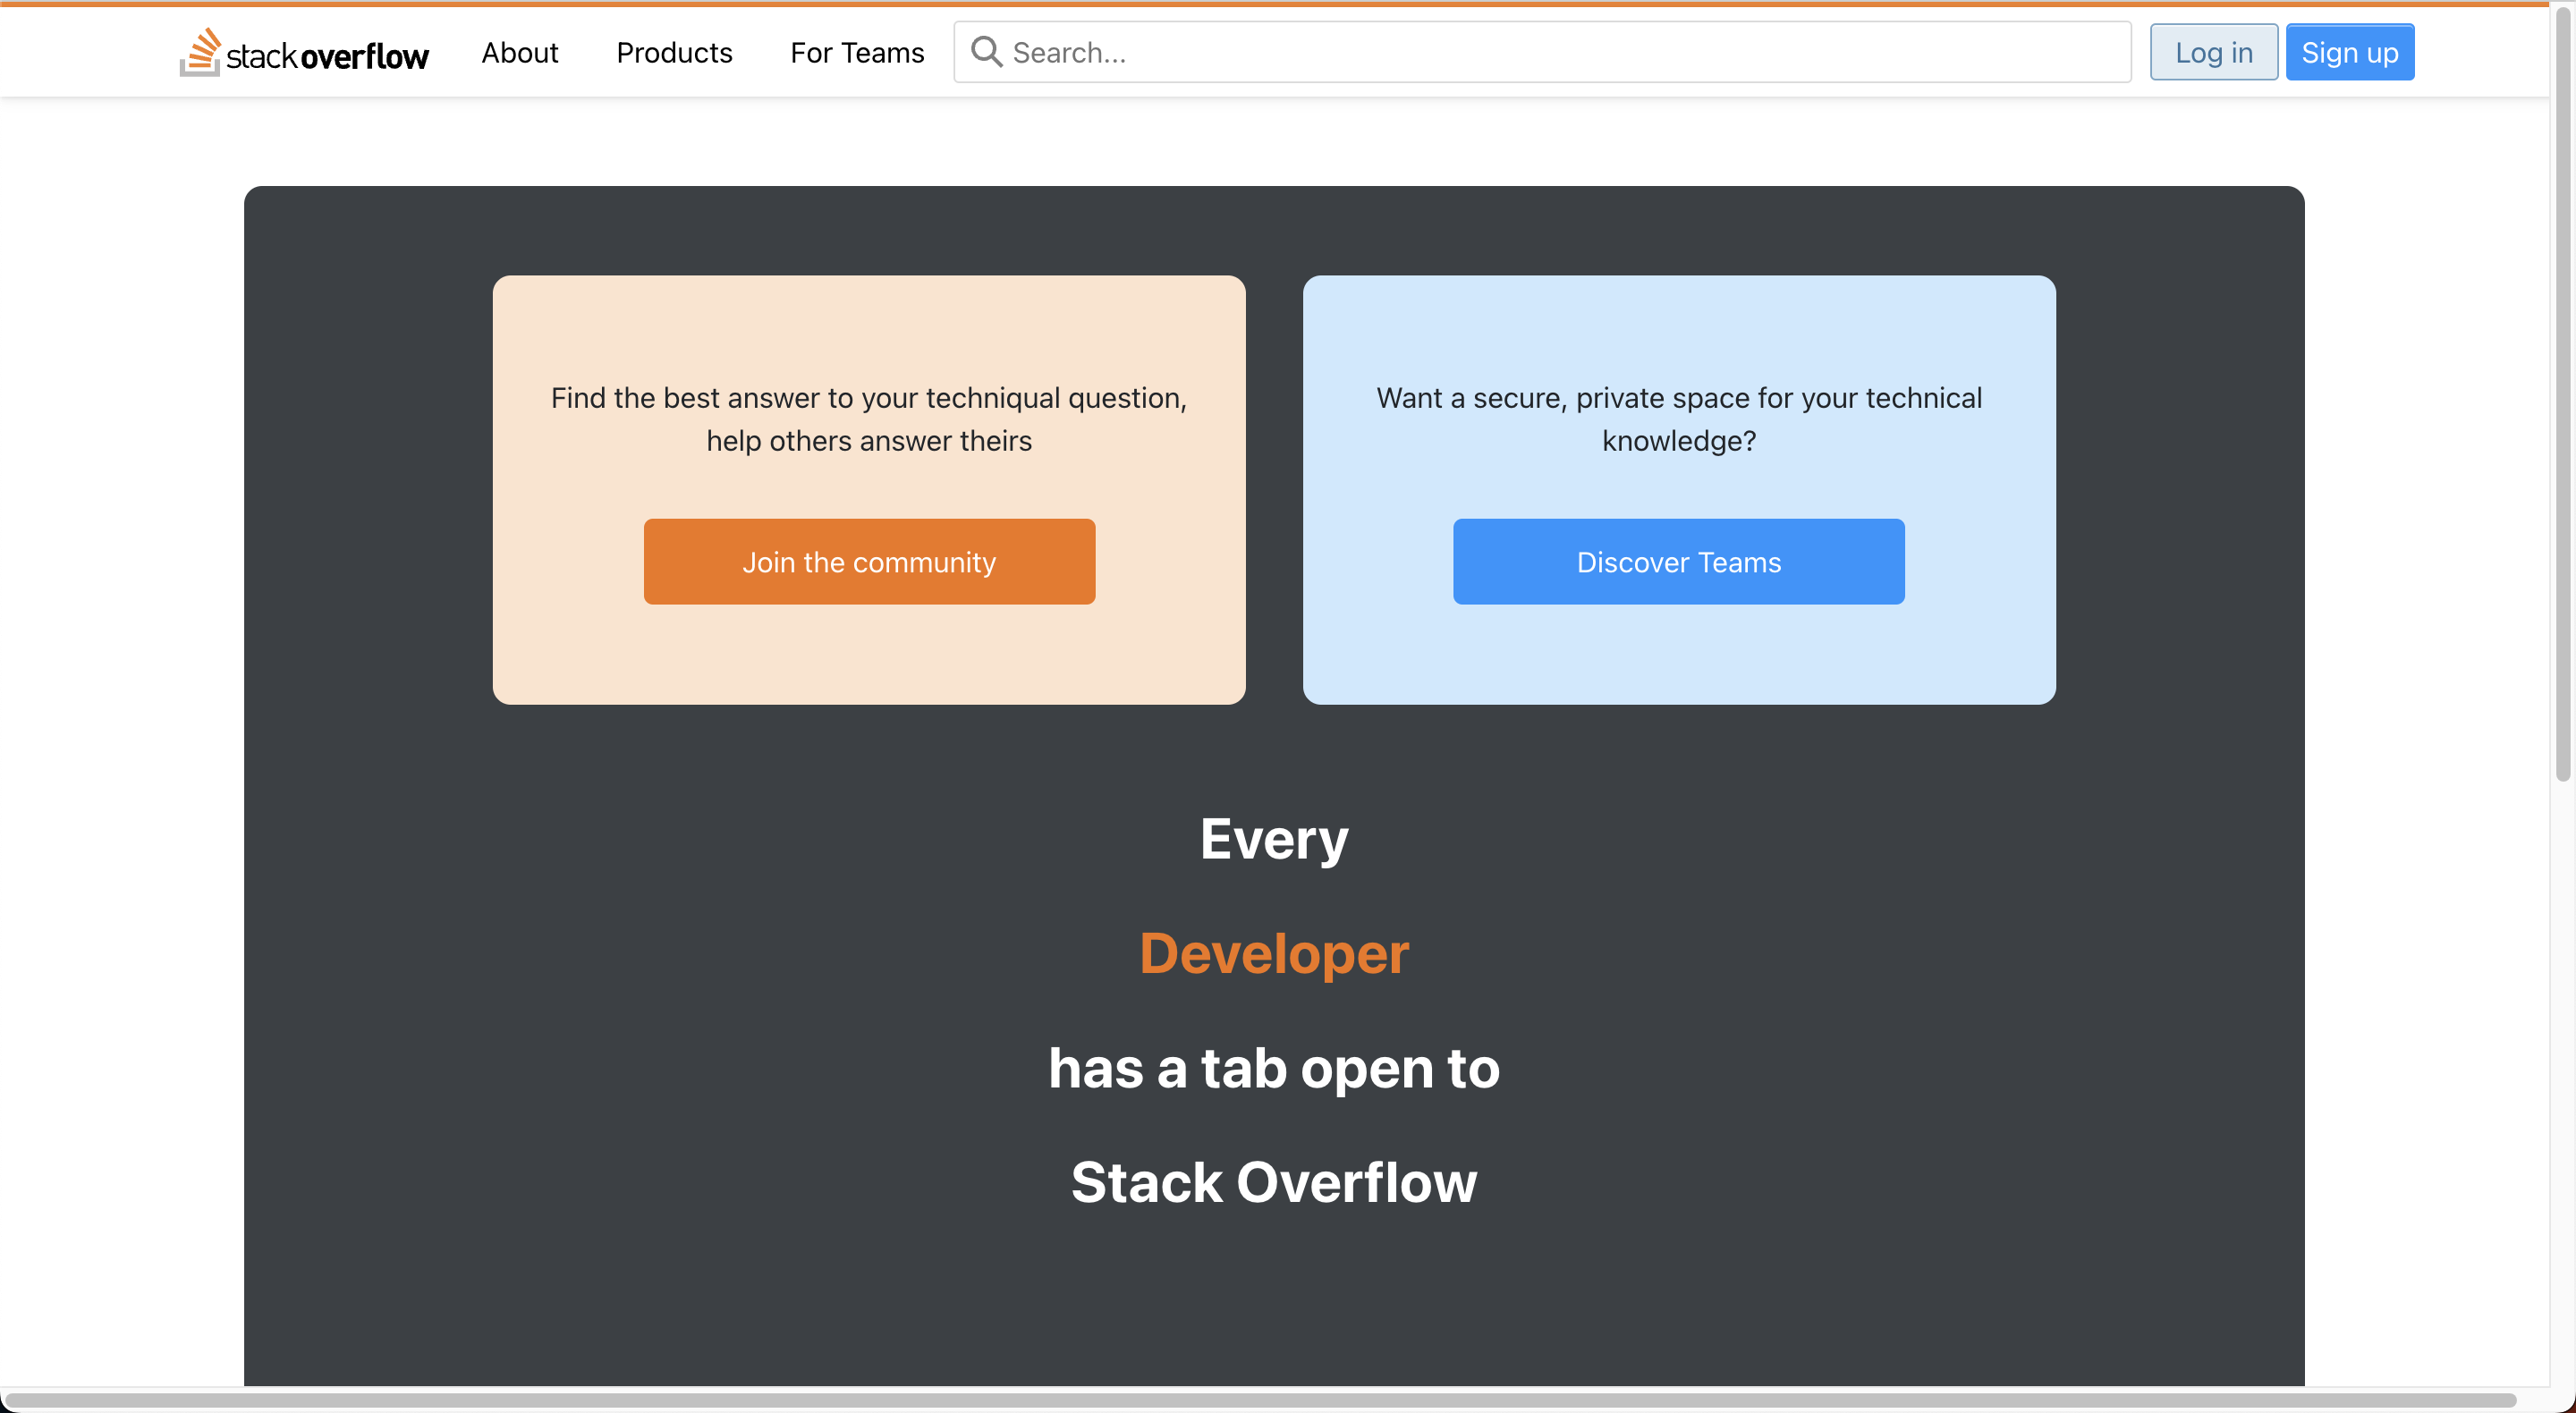 stackoverflow
About
Products
For Teams
Search...
Log in
Sign up
Find the best answer to your techniqual question,
help others answer theirs
Join the community
Want a secure, private space for your technical
knowledge?
Discover Teams
Every
Developer
has a tab open to
Stack Overflow